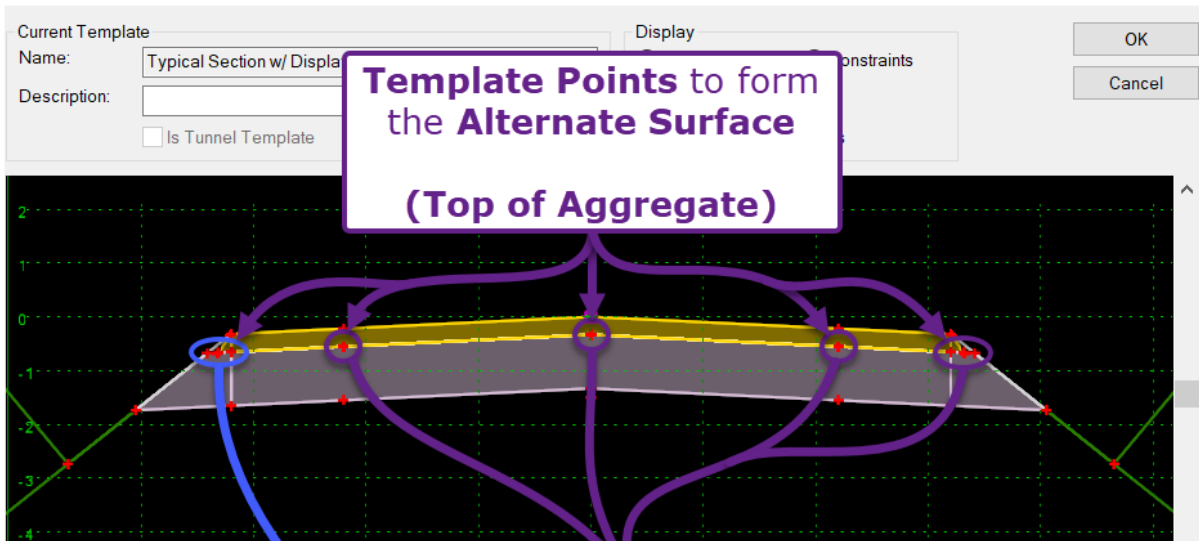 Current Template
Display
OK
Name:
Typical Section w/ Displa
onstraints
Template Points to form
the Alternate Surface
(Top of Aggregate)
Description:
Cancel
Is Tunnel Template
2
1
0
-1
-2
-3
-4